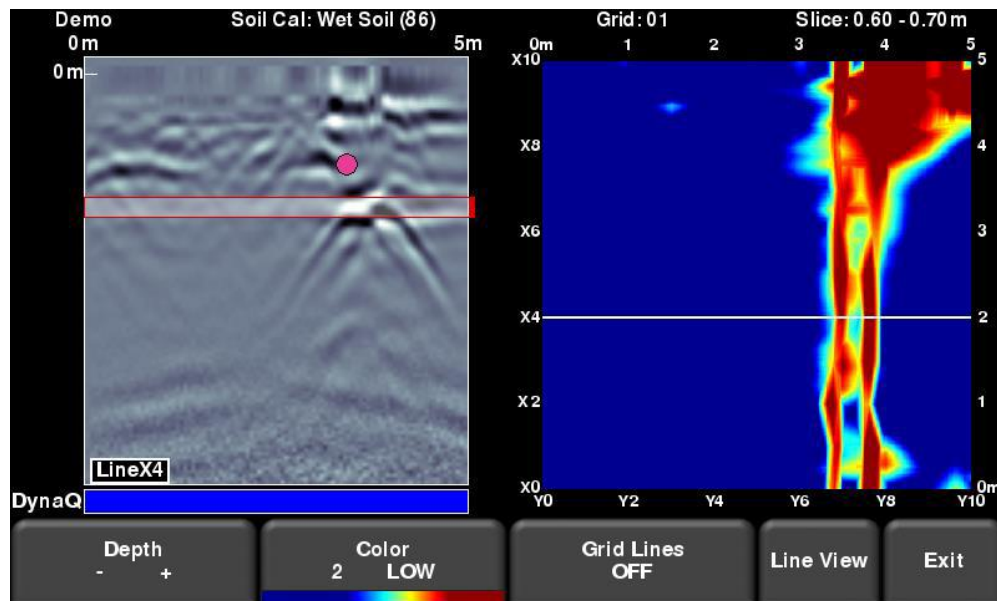 Demo Soil Cal: Wet Soil (86) Grid: 01 Slice: 0.60 - 0.70 m
0m 5m
0m
LineX4
DynaQ
0m 1 2 3 4 5
X10 5
X8 4
X6 3
X4 2
X2 1
X0 0m
Y0 Y2 Y4 Y6 Y8 Y10
Depth
- +
Color
2 LOW
Grid Lines
OFF
Line View
Exit